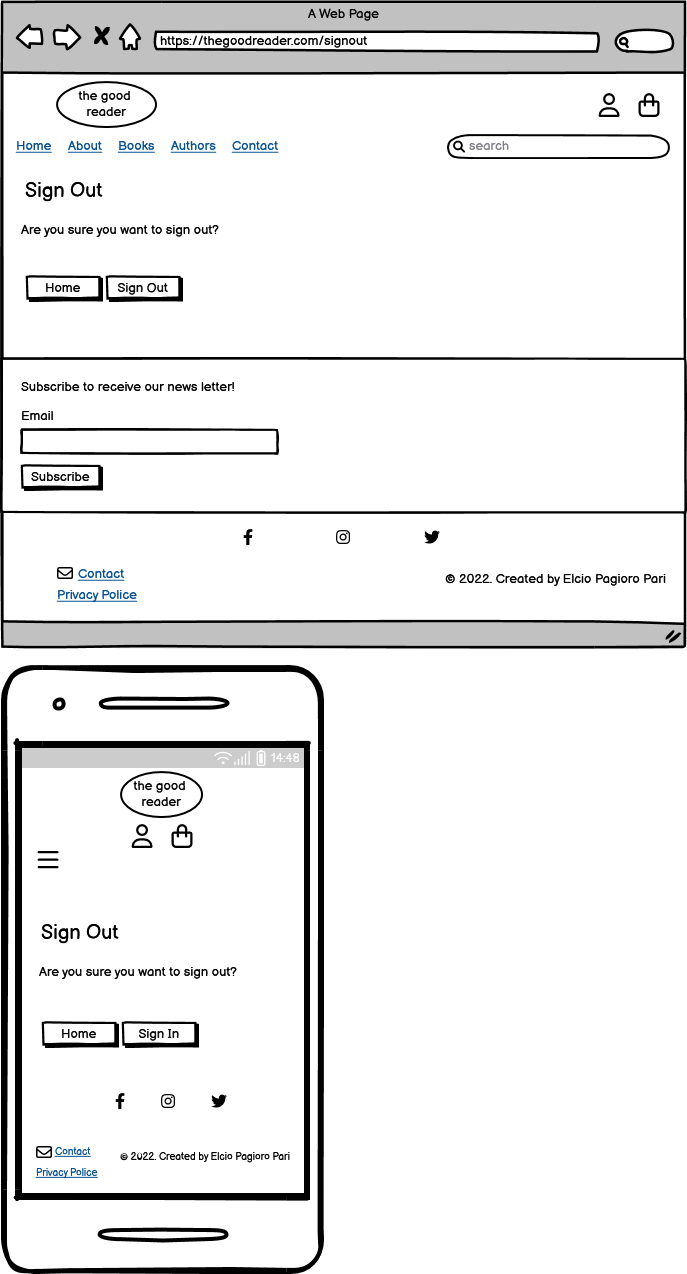 A Web Page
https://thegoodreader.com/signout
the good
reader
Home About Books Authors Contact
search
Sign Out
Are you sure you want to sign out?
Home Sign Out
Subscribe to receive our news letter!
Email
Subscribe
Contact
© 2022. Created by Elcio Pagioro Pari
Privacy Police
14:48
the good
reader
Sign Out
Are you sure you want to sign out?
Home Sign In
Contact
© 2022. Created by Elcio Pagioro Pari
Privacy Police